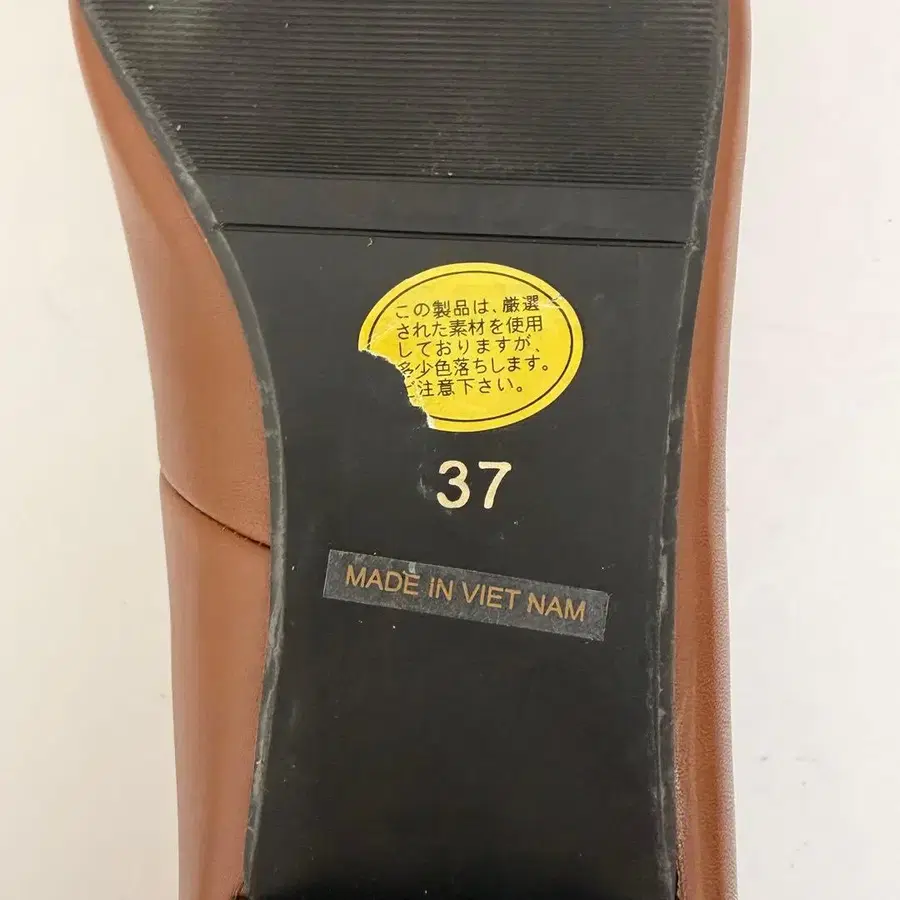 この製品は、厳選
された素材を使用
しておりますが、
多少色落ちします。
ご注意下さい。
37
MADE IN VIET NAM